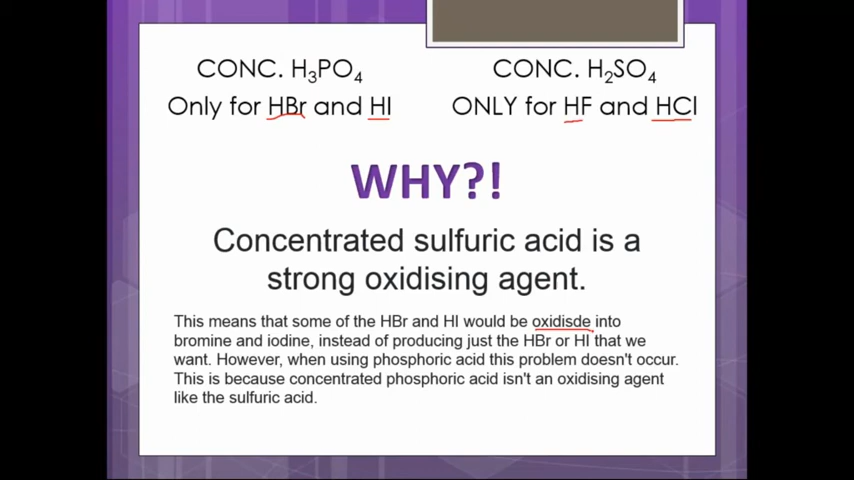 CONC. H₃PO₄
Only for HBr and HI
CONC. H₂SO₄
ONLY for HF and HCl
WHY?!
Concentrated sulfuric acid is a
strong oxidising agent.
This means that some of the HBr and HI would be oxidisde into
bromine and iodine, instead of producing just the HBr or HI that we
want. However, when using phosphoric acid this problem doesn't occur.
This is because concentrated phosphoric acid isn't an oxidising agent
like the sulfuric acid.